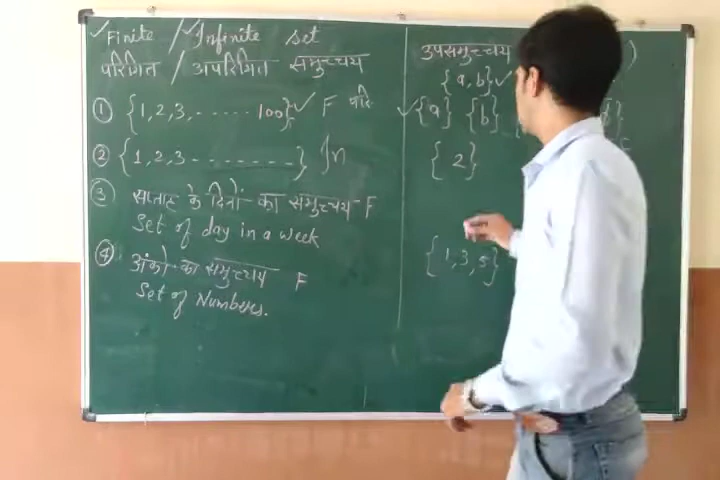 ✓Finite / Infinite set
परिमित / अपरिमित समुच्चय
① {1,2,3,......100} ✓ F परि
② {1,2,3........} In
③ सप्ताह के दिनों का समुच्चय - F
Set of day in a week
④ अंको का समुच्चय F
Set of Numbers.
उपसमुच्चय )
{a,b} ✓
✓{a} {b}
{2}
{1,3,5}